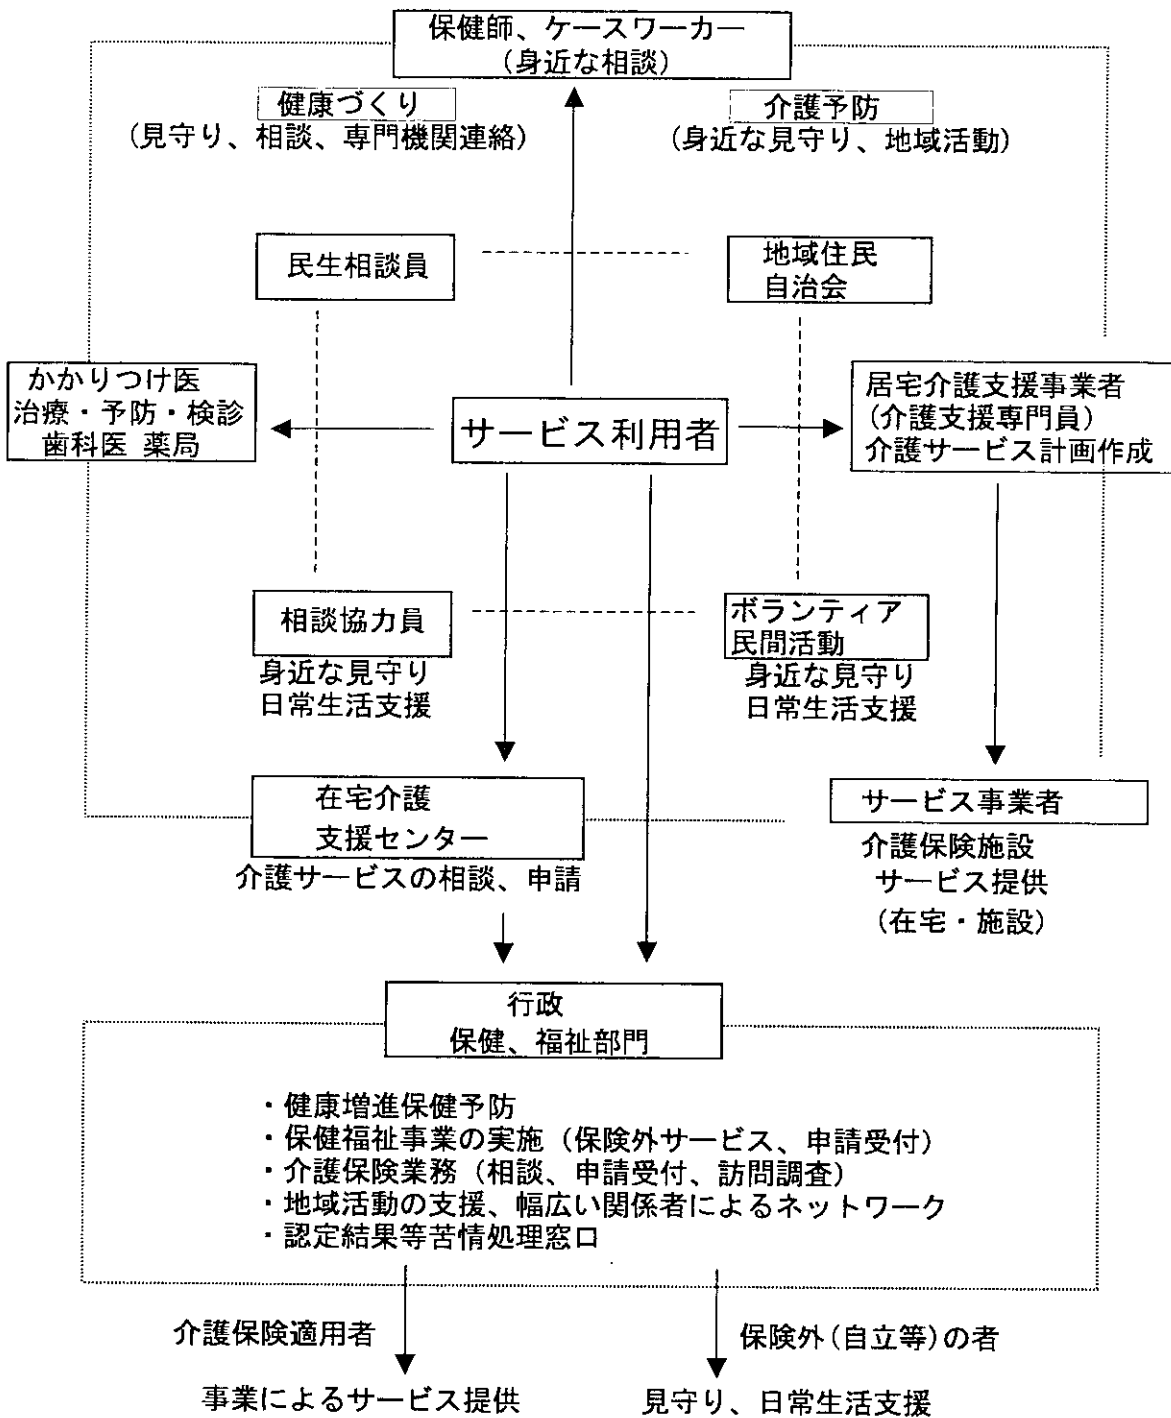 保健師、ケースワーカー
(身近な相談)
健康づくり
(見守り、相談、専門機関連絡)
介護予防
(身近な見守り、地域活動)
民生相談員
地域住民
自治会
かかりつけ医
治療・予防・検診
歯科医 薬局
サービス利用者
居宅介護支援事業者
(介護支援専門員)
介護サービス計画作成
相談協力員
身近な見守り
日常生活支援
ボランティア
民間活動
身近な見守り
日常生活支援
在宅介護
支援センター
介護サービスの相談、申請
サービス事業者
介護保険施設
サービス提供
(在宅・施設)
行政
保健、福祉部門
・健康増進保健予防
・保健福祉事業の実施(保険外サービス、申請受付)
・介護保険業務(相談、申請受付、訪問調査)
・地域活動の支援、幅広い関係者によるネットワーク
・認定結果等苦情処理窓口
介護保険適用者
保険外(自立等)の者
事業によるサービス提供
見守り、日常生活支援